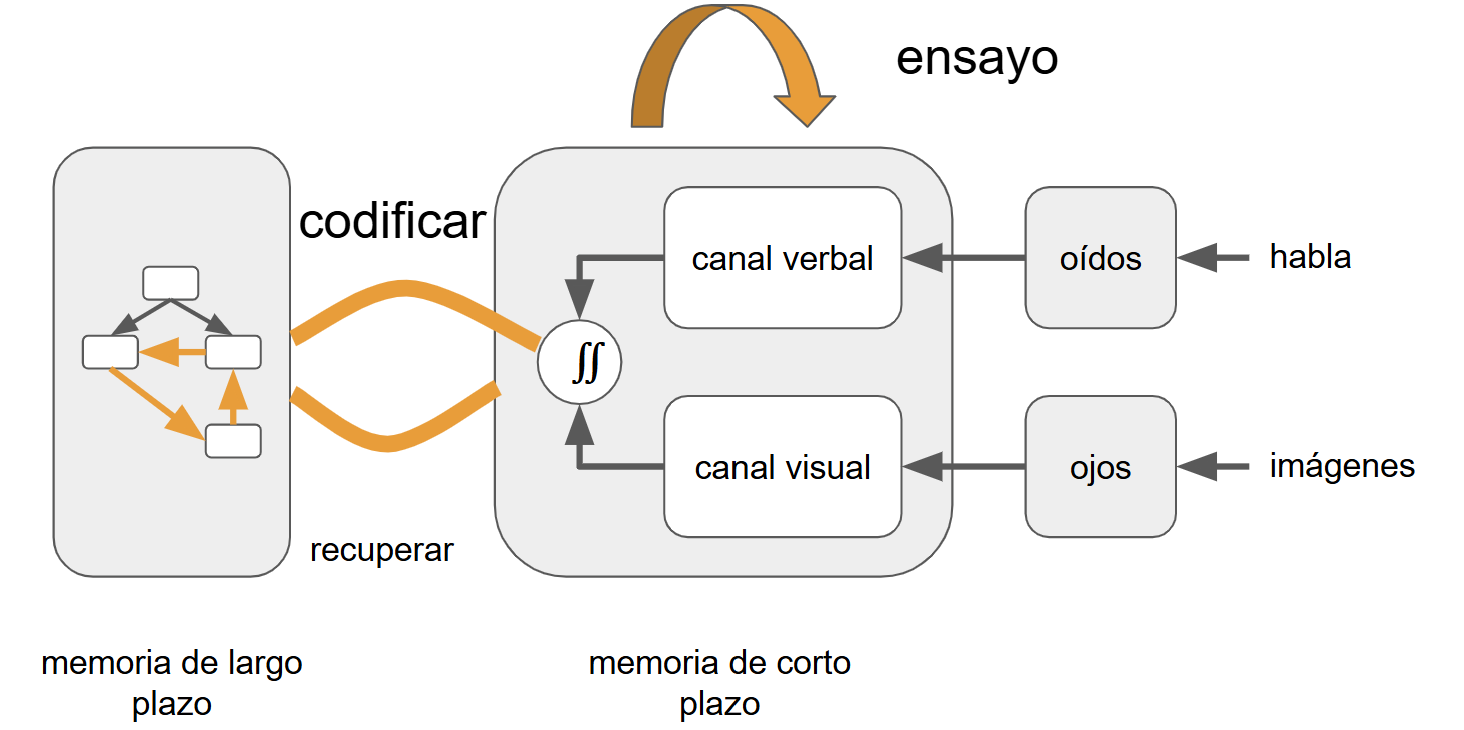 ensayo
codificar
canal verbal
oídos
habla
∬
canal visual
ojos
imágenes
recuperar
memoria de largo
plazo
memoria de corto
plazo